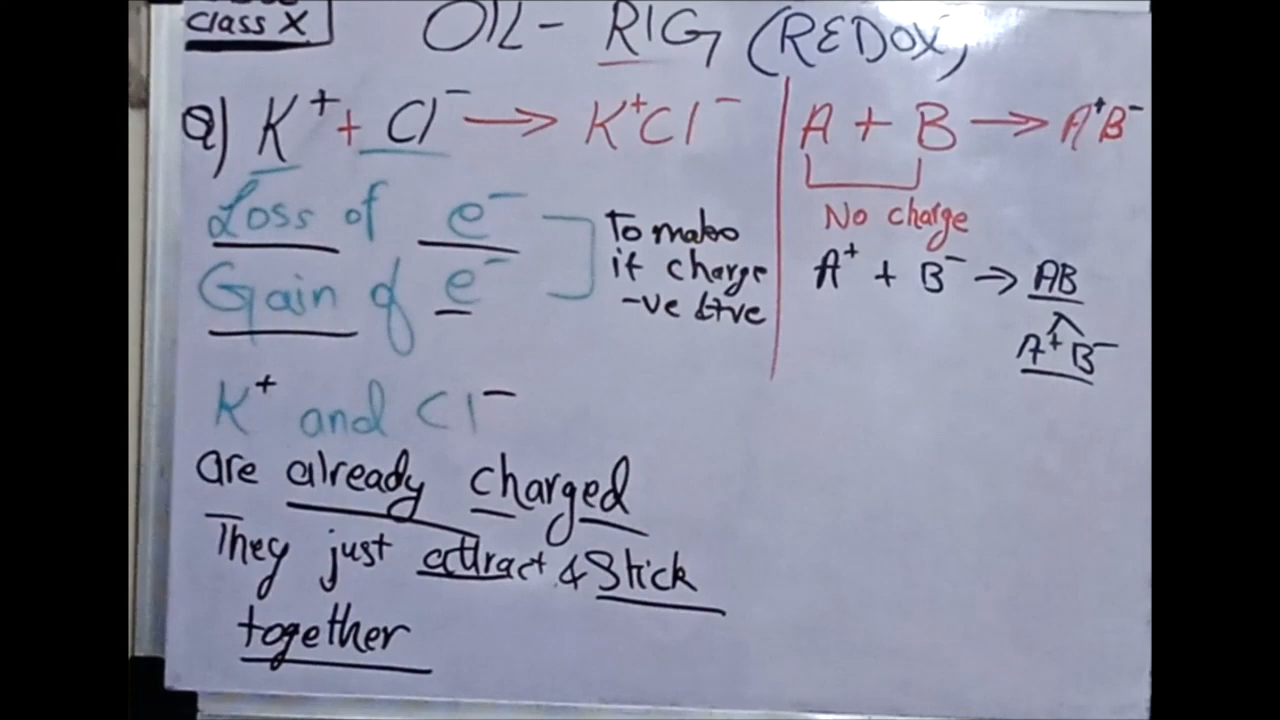 Class X
OIL- RIG (REDOX)
Q) K⁺ + Cl⁻ → K⁺Cl⁻
Loss of e⁻
Gain of e⁻
To make
it charge
-ve &+ve
K⁺ and Cl⁻
are already charged
They just attract & Stick
together
A + B → A⁺B⁻
No charge
A⁺ + B⁻ → AB
A⁺B⁻